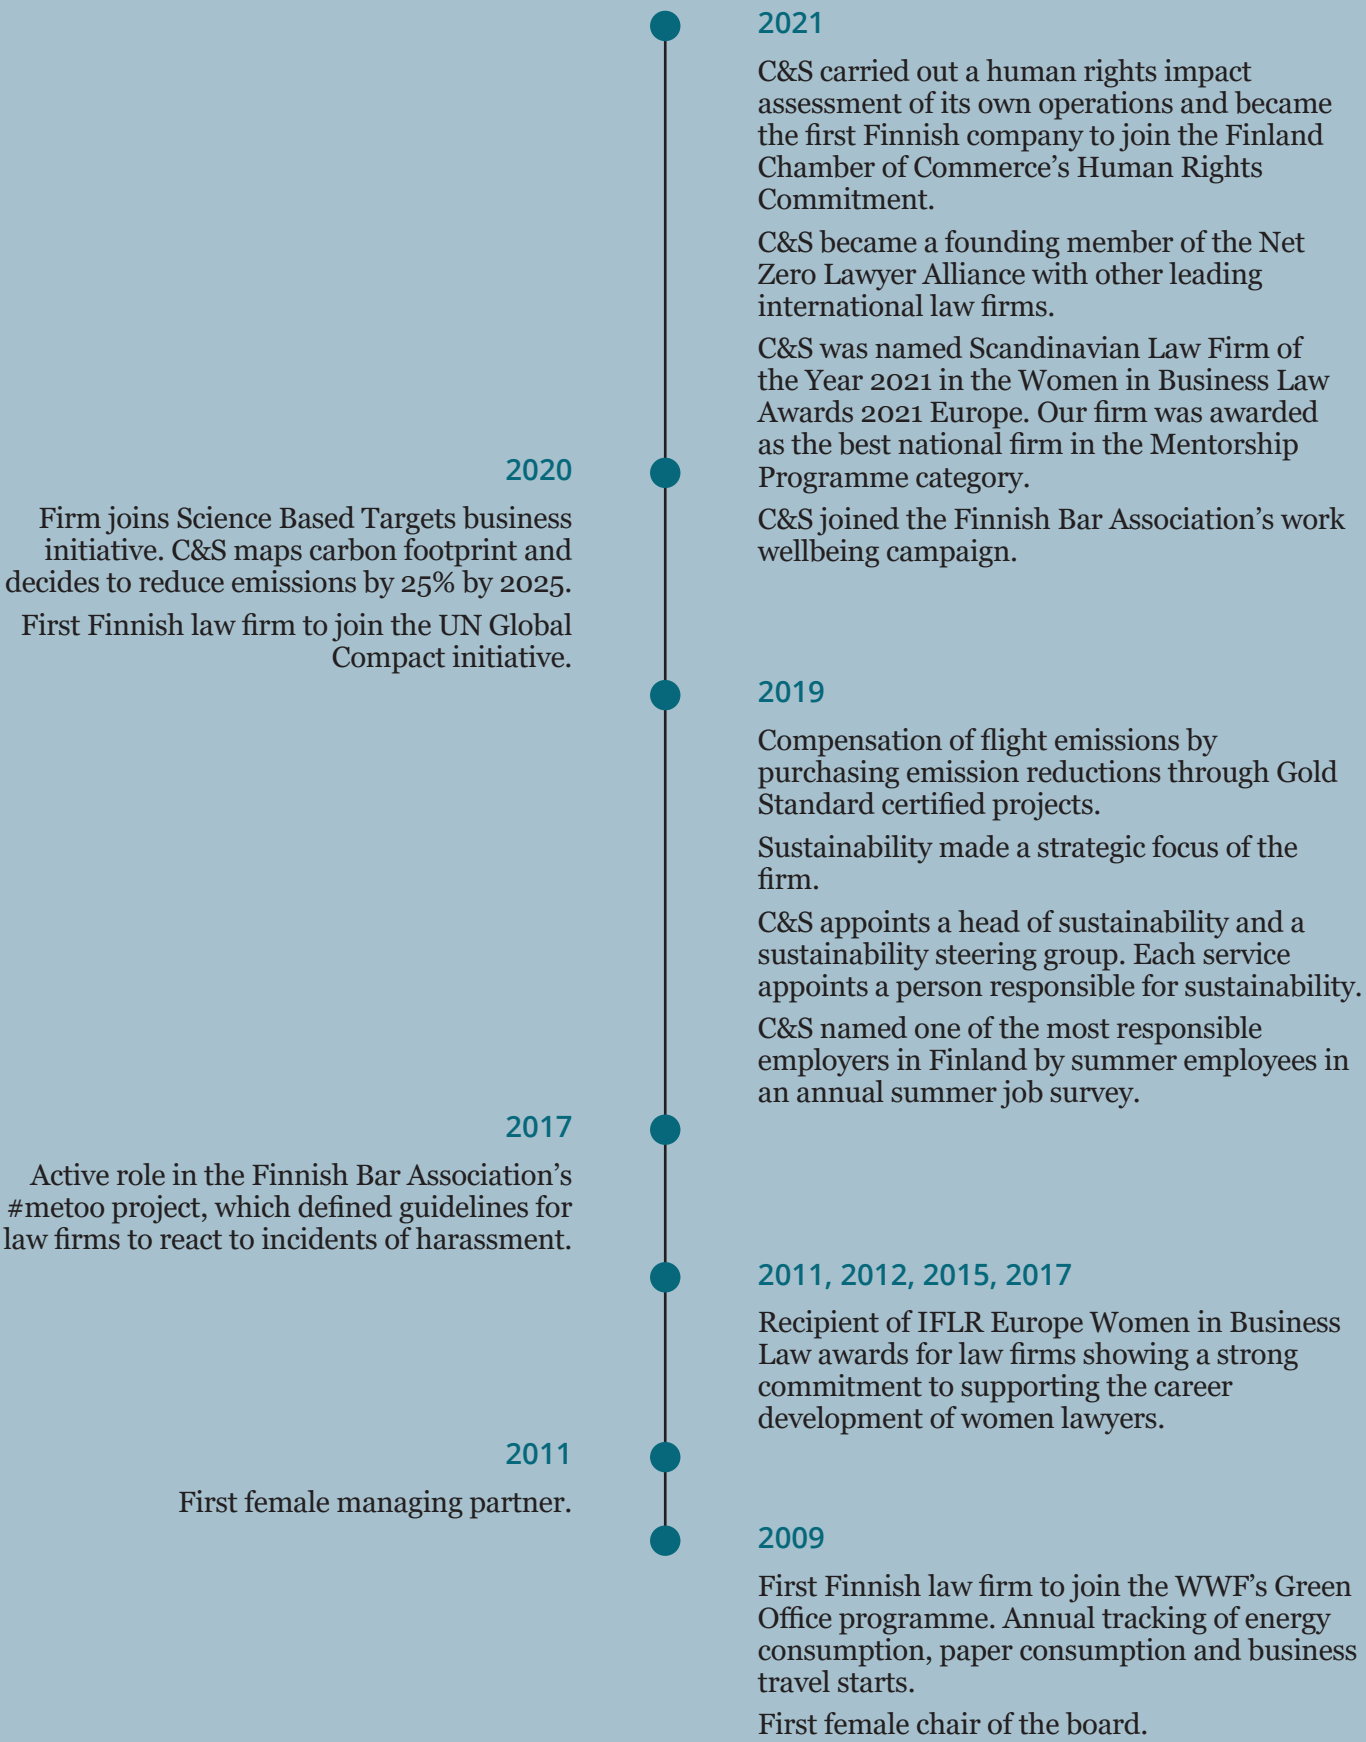 2021
C&S carried out a human rights impact
assessment of its own operations and became
the first Finnish company to join the Finland
Chamber of Commerce’s Human Rights
Commitment.
C&S became a founding member of the Net
Zero Lawyer Alliance with other leading
international law firms.
C&S was named Scandinavian Law Firm of
the Year 2021 in the Women in Business Law
Awards 2021 Europe. Our firm was awarded
as the best national firm in the Mentorship
Programme category.
C&S joined the Finnish Bar Association’s work
wellbeing campaign.
2020
Firm joins Science Based Targets business
initiative. C&S maps carbon footprint and
decides to reduce emissions by 25% by 2025.
First Finnish law firm to join the UN Global
Compact initiative.
2019
Compensation of flight emissions by
purchasing emission reductions through Gold
Standard certified projects.
Sustainability made a strategic focus of the
firm.
C&S appoints a head of sustainability and a
sustainability steering group. Each service
appoints a person responsible for sustainability.
C&S named one of the most responsible
employers in Finland by summer employees in
an annual summer job survey.
2017
Active role in the Finnish Bar Association’s
#metoo project, which defined guidelines for
law firms to react to incidents of harassment.
2011, 2012, 2015, 2017
Recipient of IFLR Europe Women in Business
Law awards for law firms showing a strong
commitment to supporting the career
development of women lawyers.
2011
First female managing partner.
2009
First Finnish law firm to join the WWF’s Green
Office programme. Annual tracking of energy
consumption, paper consumption and business
travel starts.
First female chair of the board.